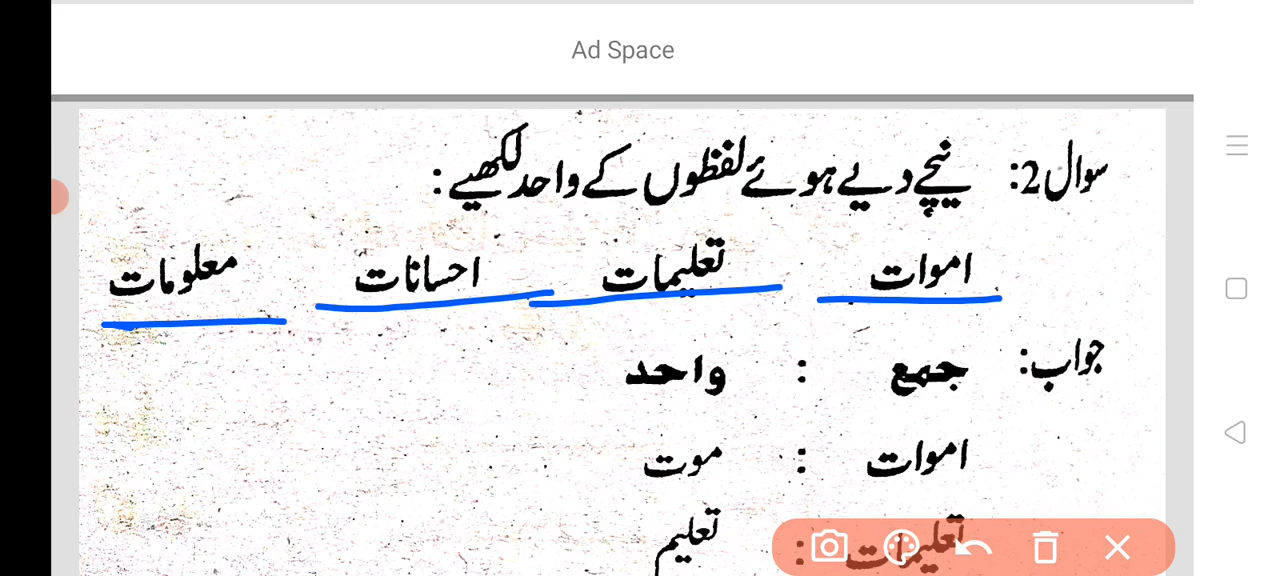 Ad Space
سوال 2: نیچے دیے ہوئے لفظوں کے واحد لکھیے:
اموات تعلیمات احسانات معلومات
جواب: جمع : واحد
اموات : موت
تعلیمات : تعلیم